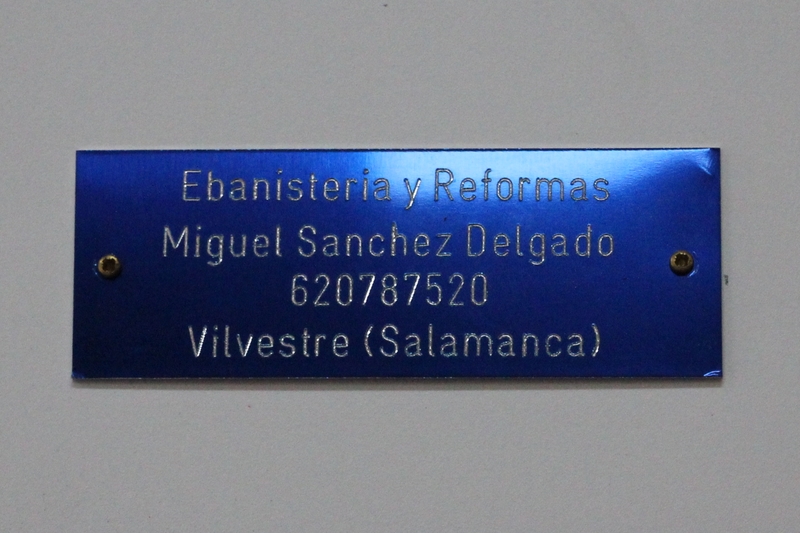 Ebanisteria y Reformas
Miguel Sanchez Delgado
620787520
Vilvestre (Salamanca)